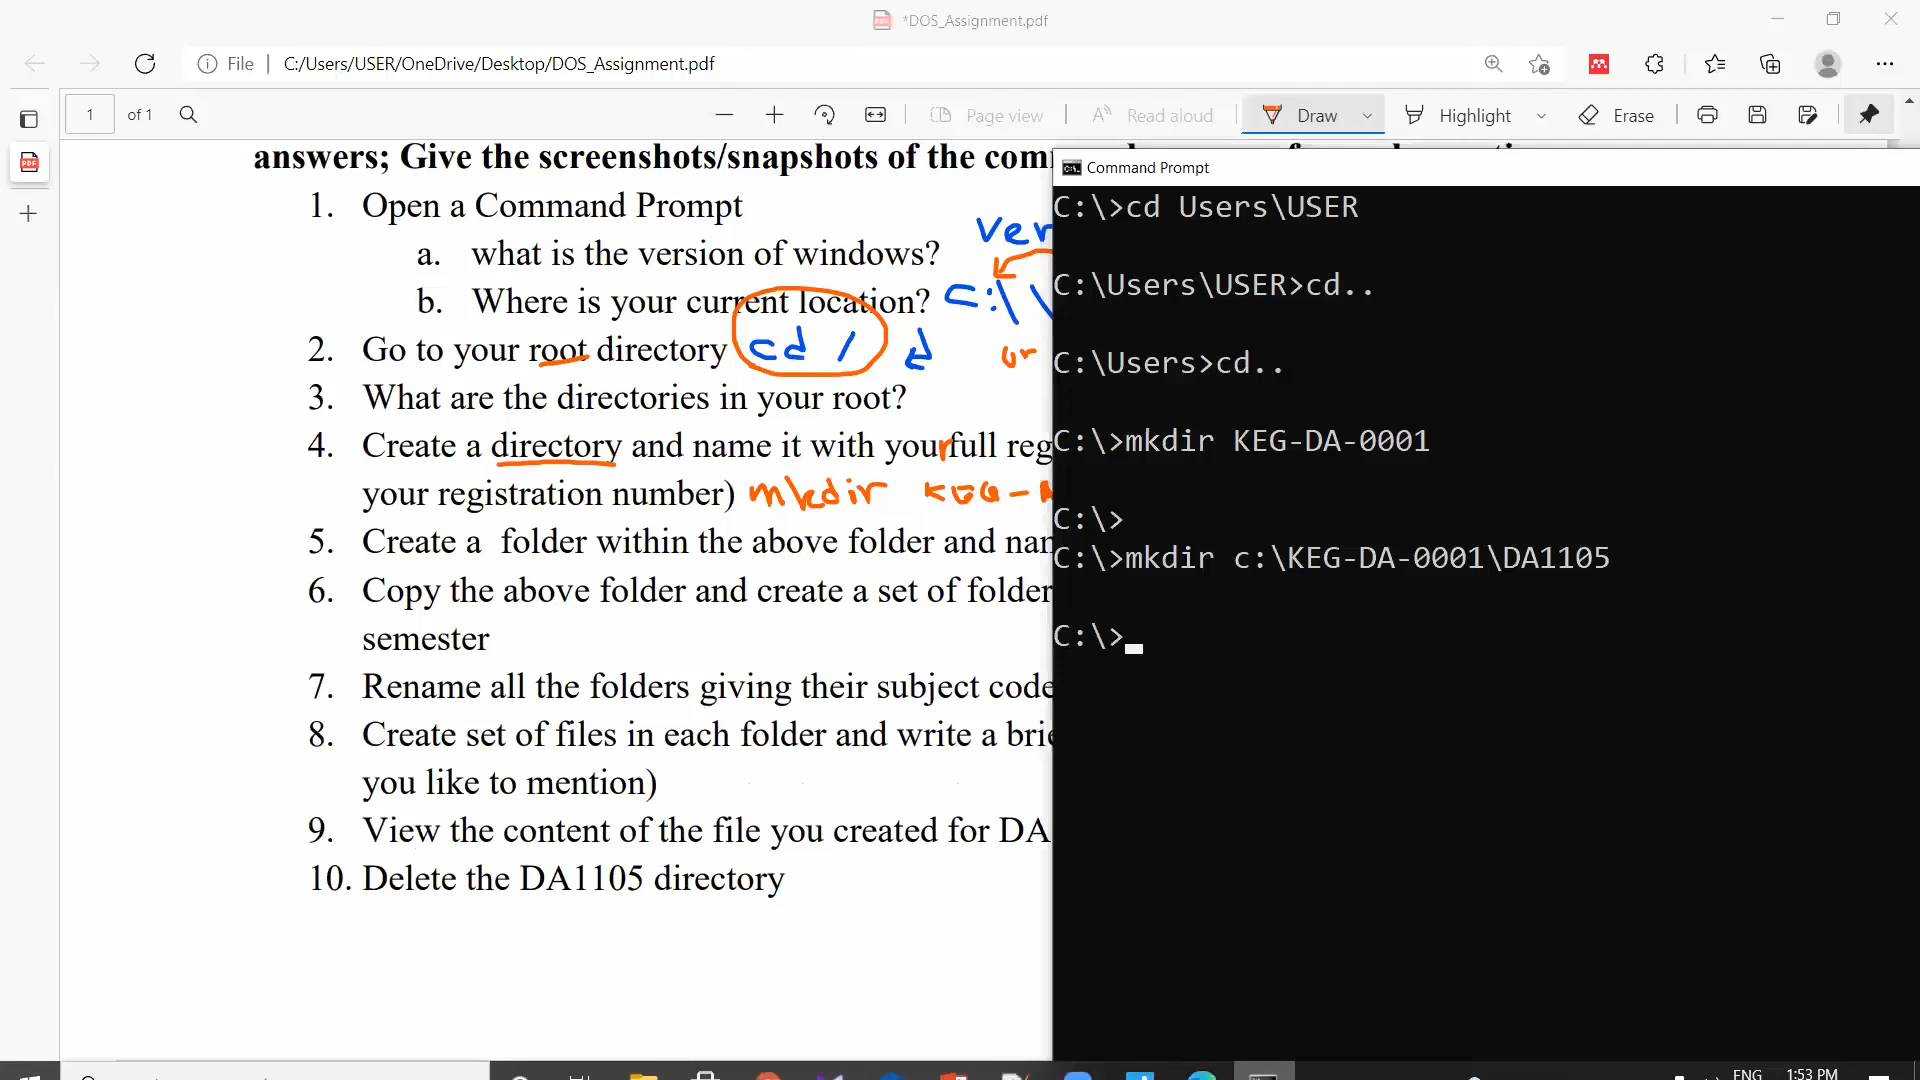 *DOS_Assignment.pdf
File | C:/Users/USER/OneDrive/Desktop/DOS_Assignment.pdf
1 of 1 Page view Read aloud Draw Highlight Erase
answers; Give the screenshots/snapshots of the
1. Open a Command Prompt
a. what is the version of windows?
ver
b. Where is your current location? C:\
2. Go to your root directory cd / or
3. What are the directories in your root?
4. Create a directory and name it with your full reg
your registration number) mkdir KEG-
5. Create a folder within the above folder and
6. Copy the above folder and create a set of folder
semester
7. Rename all the folders giving their subject code
8. Create set of files in each folder and write a
you like to mention)
9. View the content of the file you created for DA
10. Delete the DA1105 directory
Command Prompt
C:\>cd Users\USER
C:\Users\USER>cd..
C:\Users>cd..
C:\>mkdir KEG-DA-0001
C:\>
C:\>mkdir c:\KEG-DA-0001\DA1105
C:\>
ENG 1:53 PM